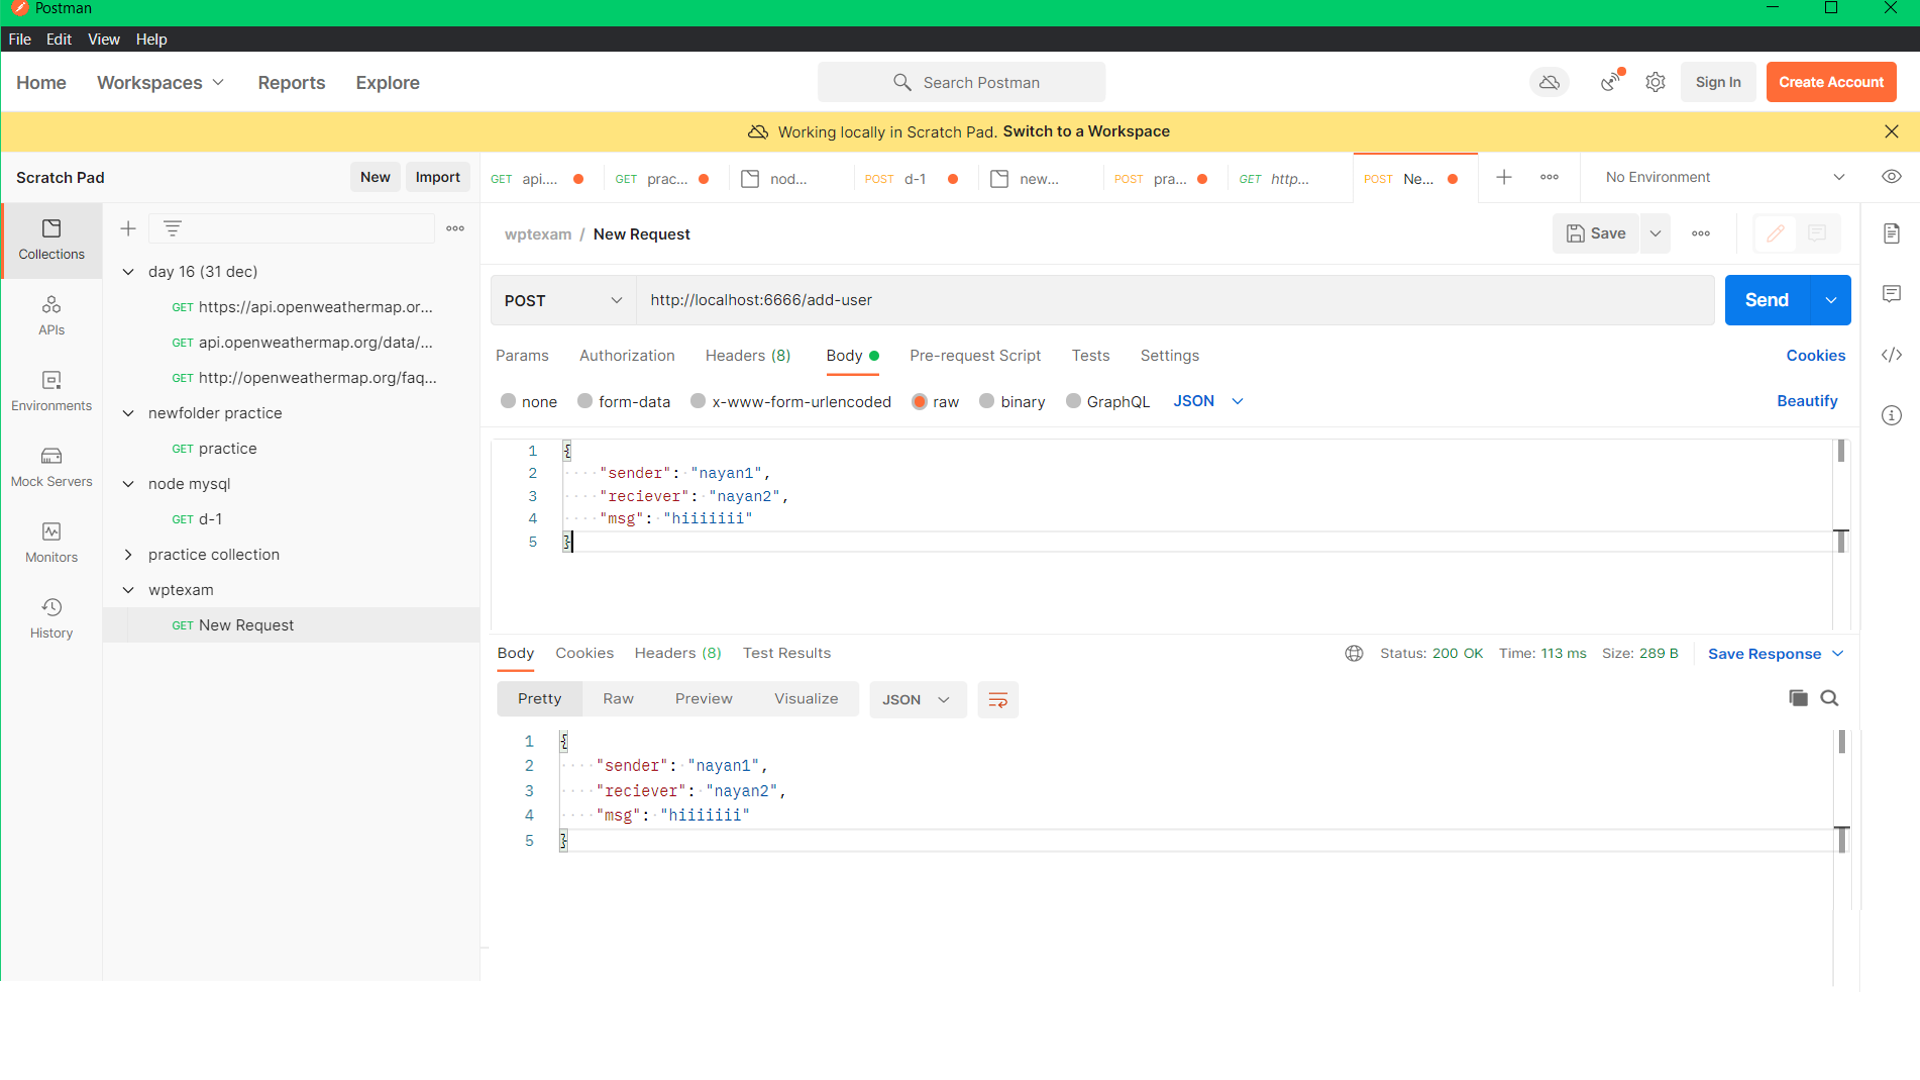 Postman
File Edit View Help
Home Workspaces Reports Explore Search Postman Sign In Create Account
Working locally in Scratch Pad. Switch to a Workspace
Scratch Pad New Import
GET api.... GET prac... nod... POST d-1 new... POST pra... GET http... POST Ne... No Environment
Collections
APIs
Environments
Mock Servers
Monitors
History
day 16 (31 dec)
GET https://api.openweathermap.or...
GET api.openweathermap.org/data/...
GET http://openweathermap.org/faq...
newfolder practice
GET practice
node mysql
GET d-1
practice collection
wptexam
GET New Request
wptexam / New Request Save
POST http://localhost:6666/add-user Send
Params Authorization Headers (8) Body Pre-request Script Tests Settings Cookies
none form-data x-www-form-urlencoded raw binary GraphQL JSON Beautify
1 {
2 "sender": "nayan1",
3 "reciever": "nayan2",
4 "msg": "hiiiiiii"
5 }
Body Cookies Headers (8) Test Results Status: 200 OK Time: 113 ms Size: 289 B Save Response
Pretty Raw Preview Visualize JSON
1 {
2 "sender": "nayan1",
3 "reciever": "nayan2",
4 "msg": "hiiiiiii"
5 }